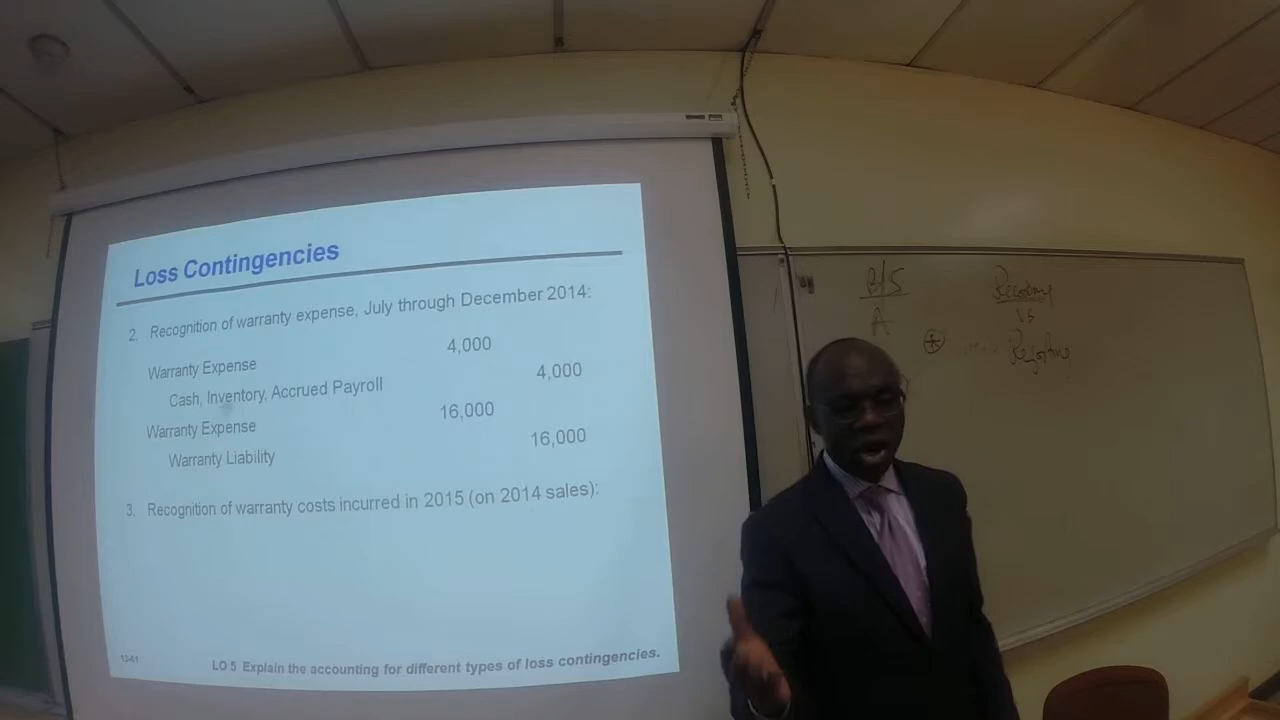 Loss Contingencies
2. Recognition of warranty expense, July through December 2014:
Warranty Expense 4,000
Cash, Inventory, Accrued Payroll 4,000
Warranty Expense 16,000
Warranty Liability 16,000
3. Recognition of warranty costs incurred in 2015 (on 2014 sales):
LO 5 Explain the accounting for different types of loss contingencies.
B/S
A
Recording
vs
Reporting